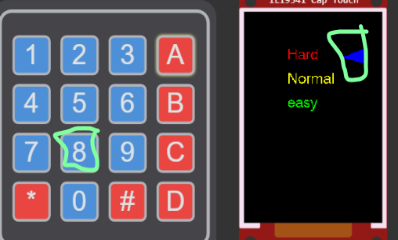 ILI9341 Cap Touch
1 2 3 A
4 5 6 B
7 8 9 C
* 0 # D
Hard
Normal
easy